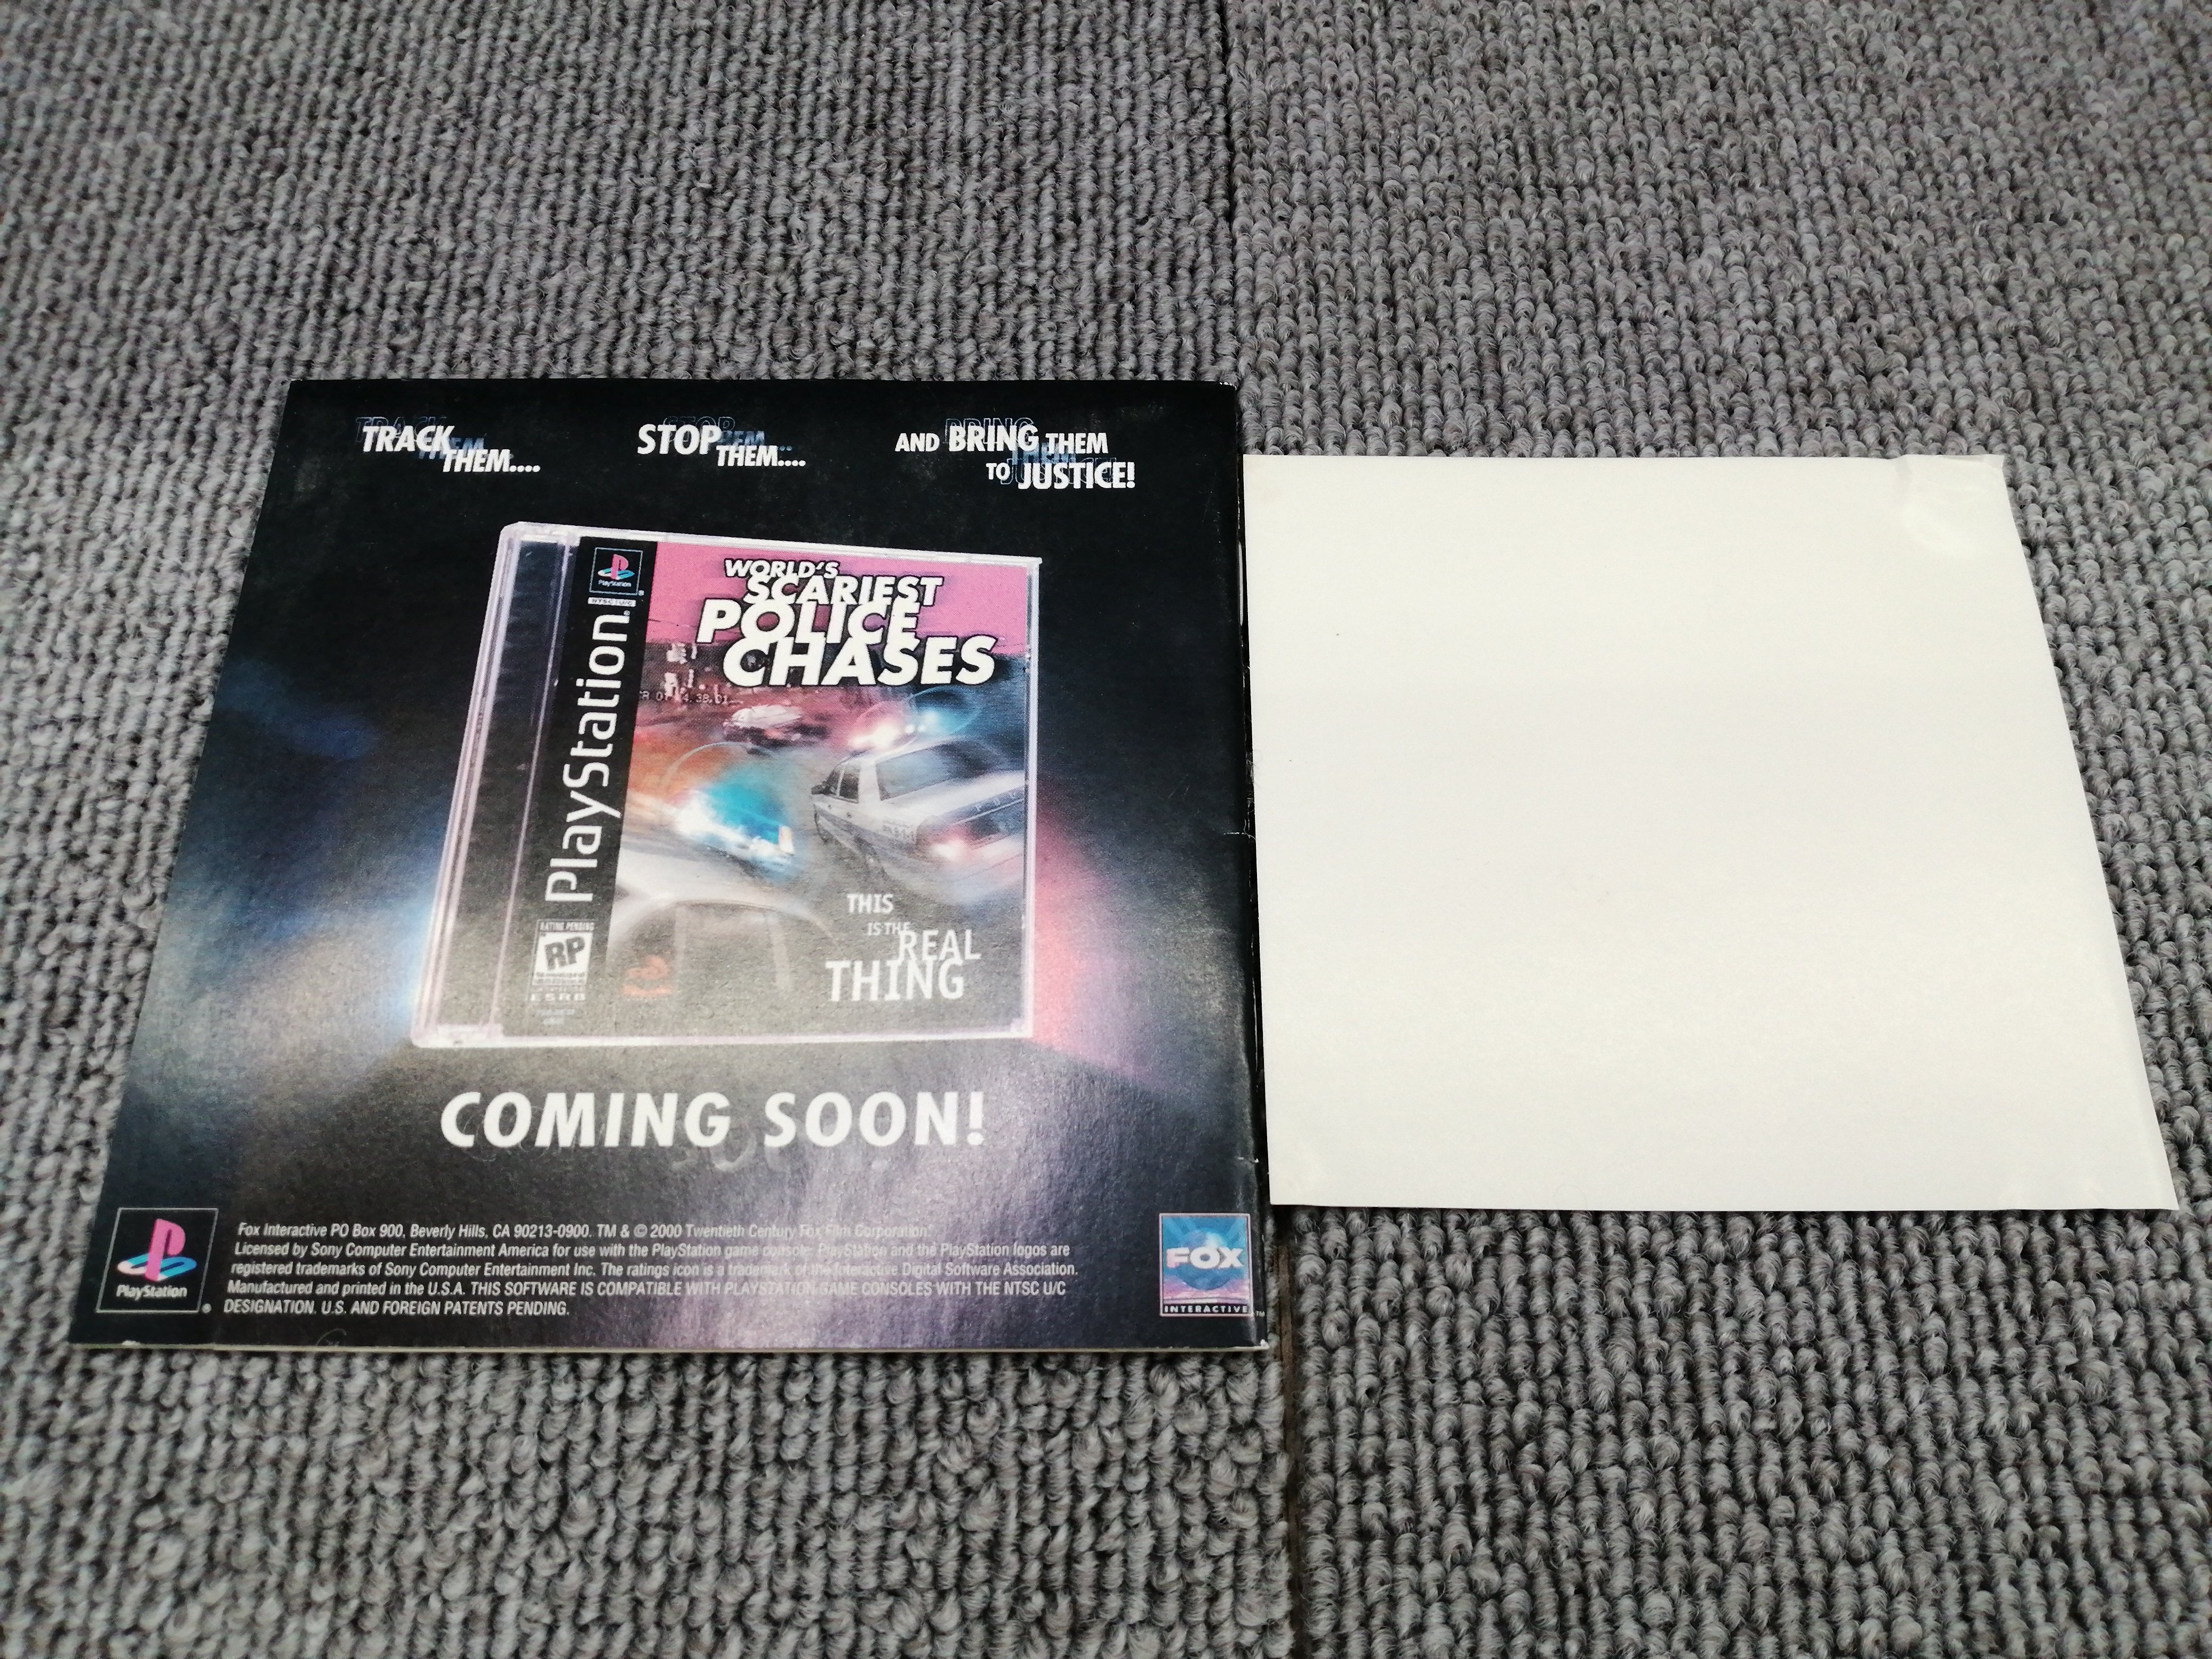 TRACK
THEM....
STOP
THEM....
AND BRING THEM
TO JUSTICE!
PlayStation
NTSC U/C
PlayStation
WORLD'S
SCARIEST
POLICE
CHASES
THIS
IS THE
REAL
THING
RATING PENDING
RP
ESRB
COMING SOON!
PlayStation
Fox Interactive PO Box 900, Beverly Hills, CA 90213-0900. TM & © 2000 Twentieth Century Fox Film Corporation.
Licensed by Sony Computer Entertainment America for use with the PlayStation game console. PlayStation and the PlayStation logos are
registered trademarks of Sony Computer Entertainment Inc. The ratings icon is a trademark of the Interactive Digital Software Association.
Manufactured and printed in the U.S.A. THIS SOFTWARE IS COMPATIBLE WITH PLAYSTATION GAME CONSOLES WITH THE NTSC U/C
DESIGNATION. U.S. AND FOREIGN PATENTS PENDING.
FOX
INTERACTIVE